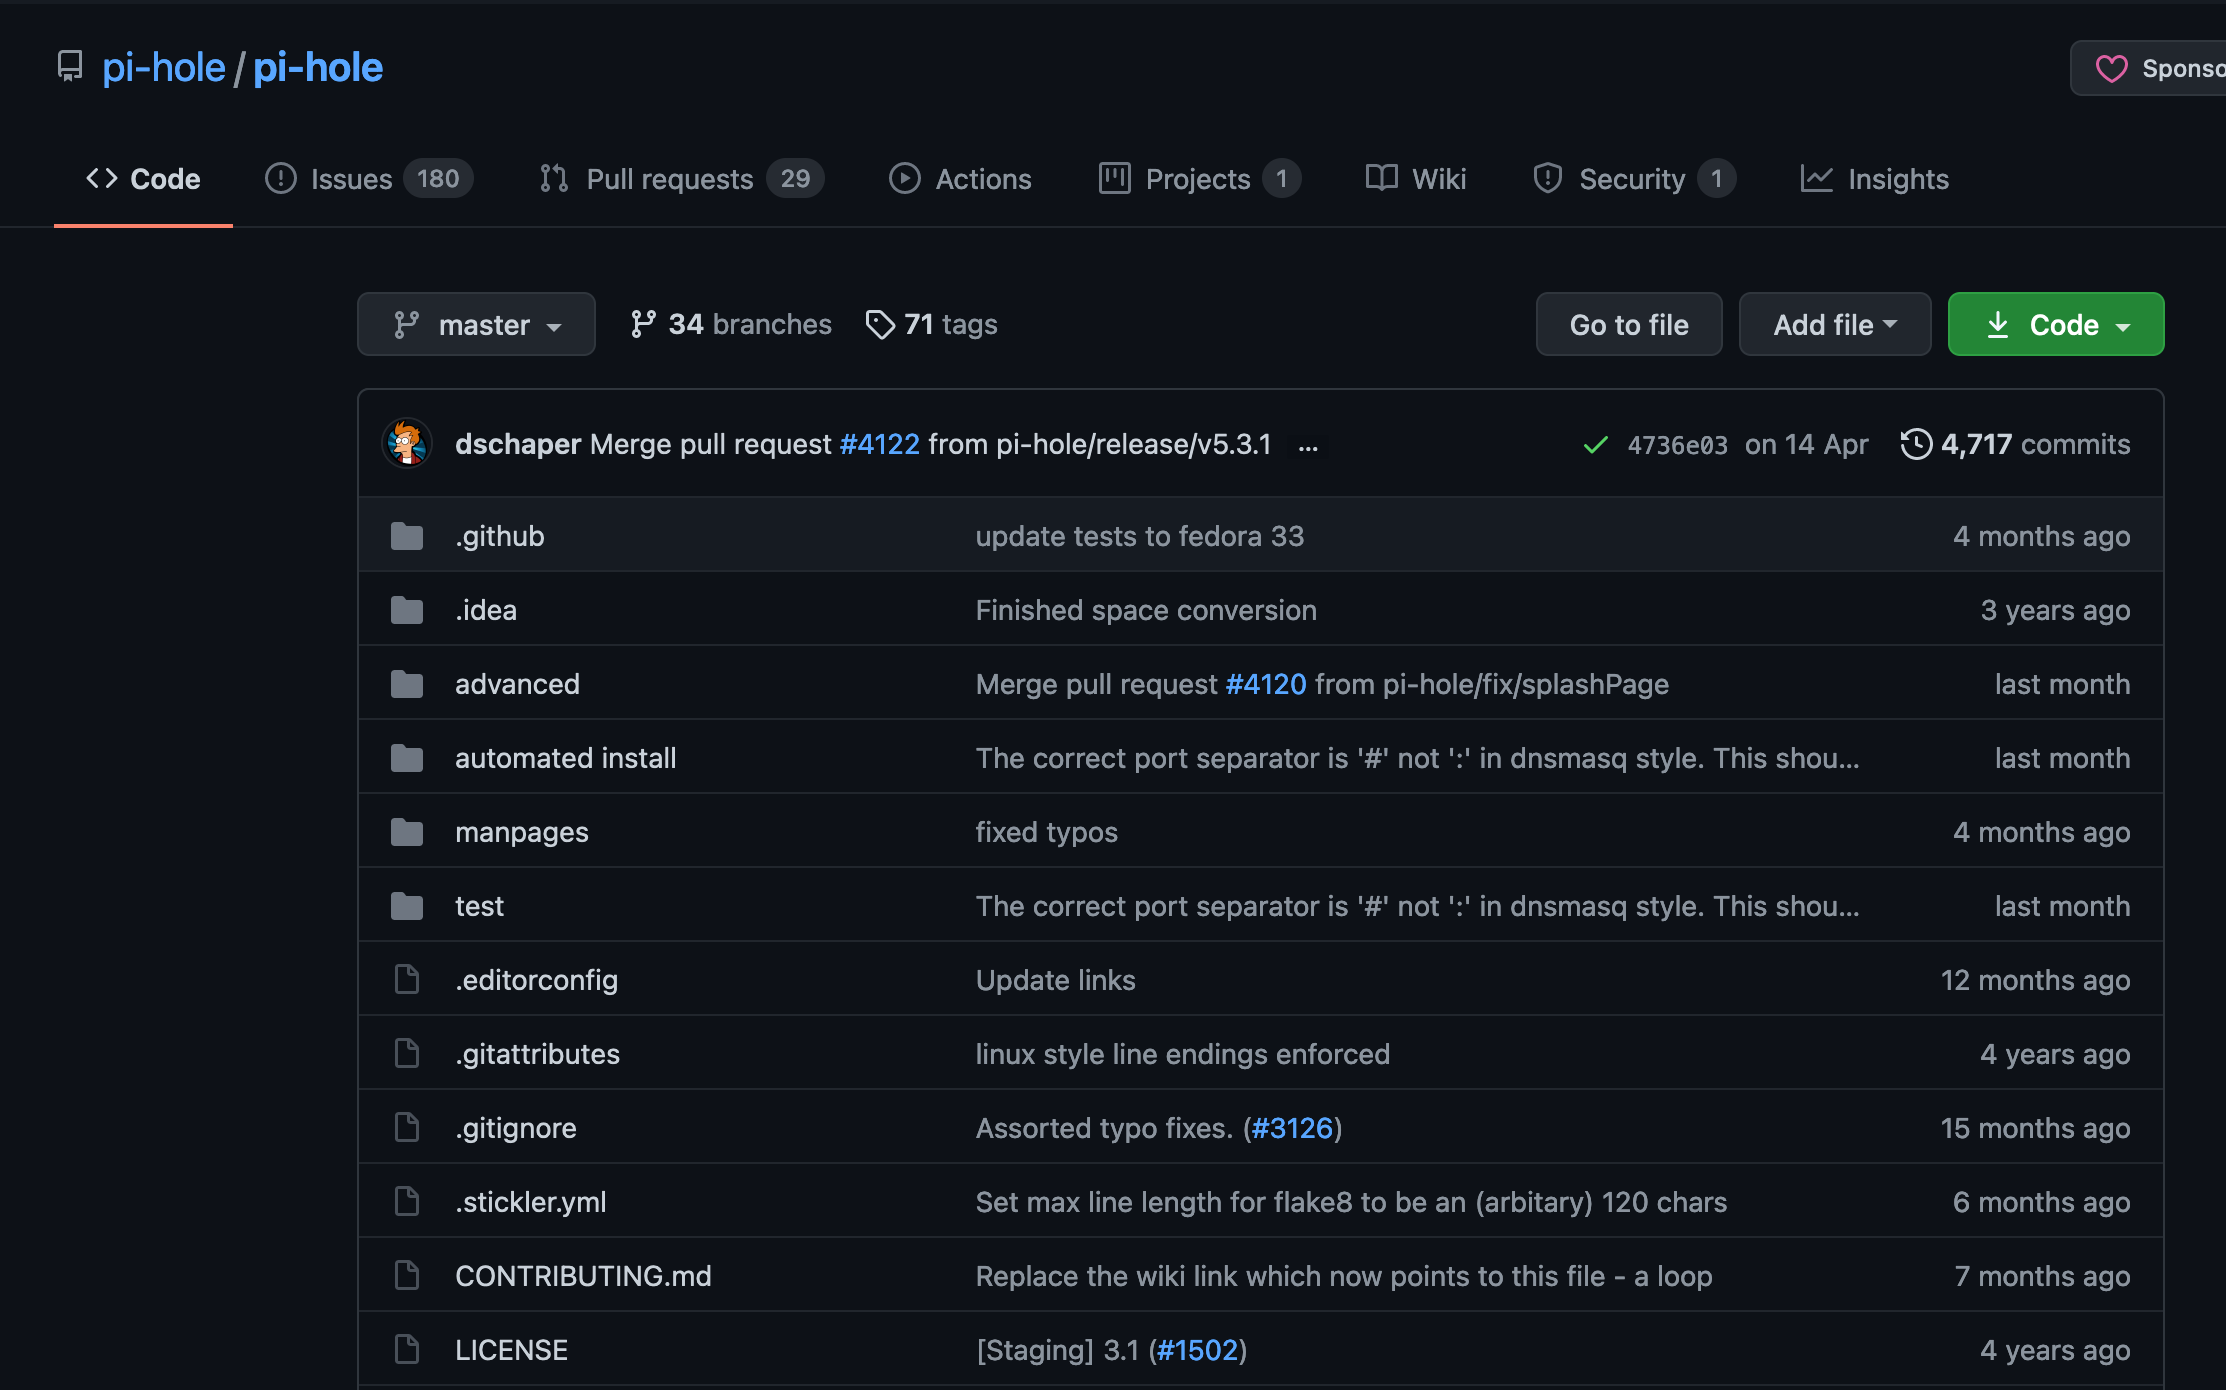 pi-hole / pi-hole
Sponso
Code Issues 180 Pull requests 29 Actions Projects 1 Wiki Security 1 Insights
master 34 branches 71 tags Go to file Add file Code
dschaper Merge pull request #4122 from pi-hole/release/v5.3.1 ... 4736e03 on 14 Apr 4,717 commits
.github update tests to fedora 33 4 months ago
.idea Finished space conversion 3 years ago
advanced Merge pull request #4120 from pi-hole/fix/splashPage last month
automated install The correct port separator is '#' not ':' in dnsmasq style. This shou... last month
manpages fixed typos 4 months ago
test The correct port separator is '#' not ':' in dnsmasq style. This shou... last month
.editorconfig Update links 12 months ago
.gitattributes linux style line endings enforced 4 years ago
.gitignore Assorted typo fixes. (#3126) 15 months ago
.stickler.yml Set max line length for flake8 to be an (arbitary) 120 chars 6 months ago
CONTRIBUTING.md Replace the wiki link which now points to this file - a loop 7 months ago
LICENSE [Staging] 3.1 (#1502) 4 years ago